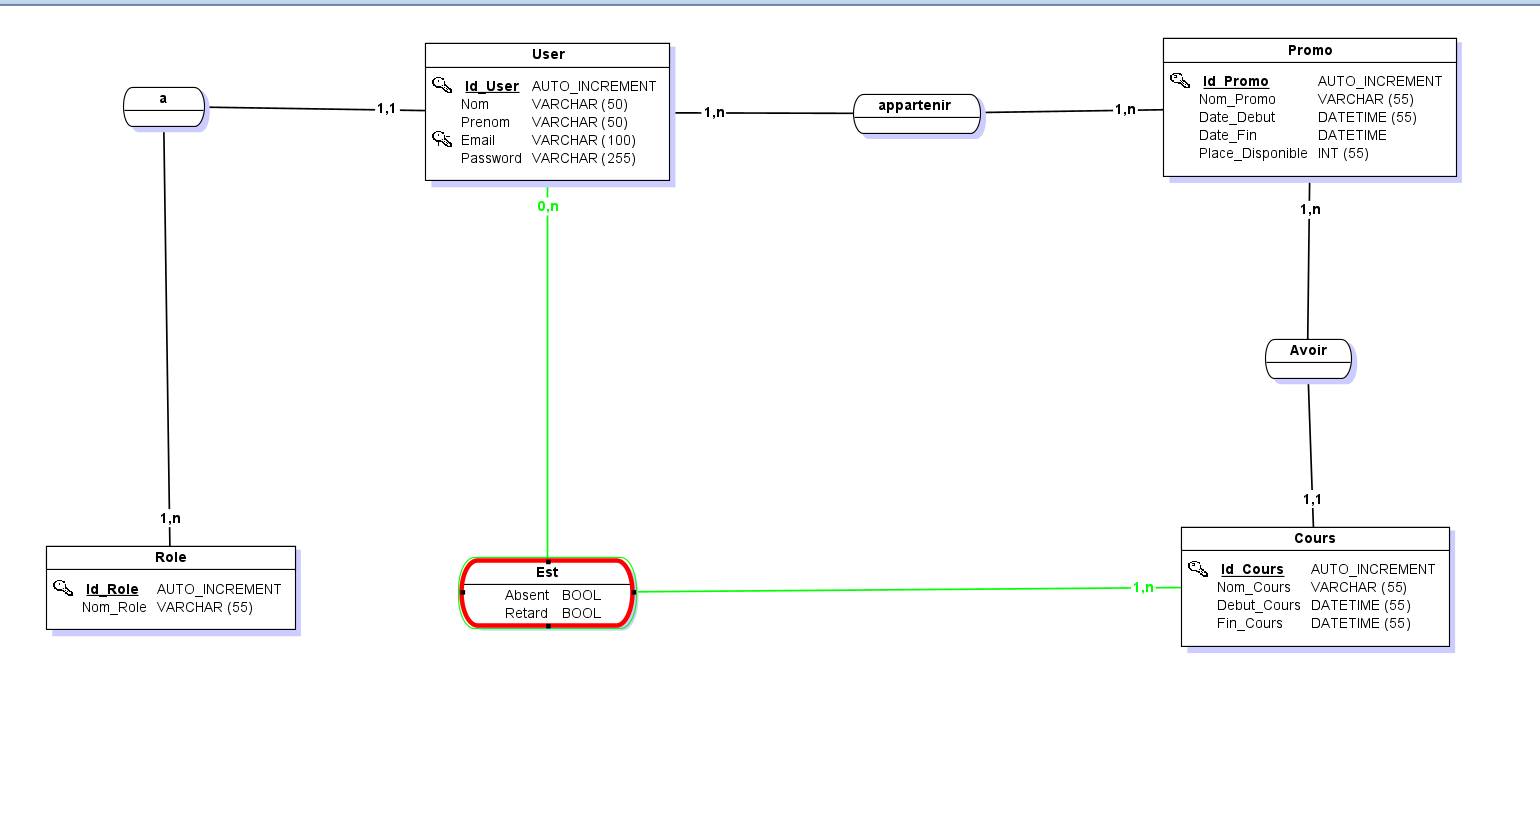 User
Id_User AUTO_INCREMENT
Nom VARCHAR (50)
Prenom VARCHAR (50)
Email VARCHAR (100)
Password VARCHAR (255)
Promo
Id_Promo AUTO_INCREMENT
Nom_Promo VARCHAR (55)
Date_Debut DATETIME (55)
Date_Fin DATETIME
Place_Disponible INT (55)
a
1,1
1,n
appartenir
1,n
0,n
1,n
Avoir
1,n
1,1
Role
Id_Role AUTO_INCREMENT
Nom_Role VARCHAR (55)
Est
Absent BOOL
Retard BOOL
1,n
Cours
Id_Cours AUTO_INCREMENT
Nom_Cours VARCHAR (55)
Debut_Cours DATETIME (55)
Fin_Cours DATETIME (55)